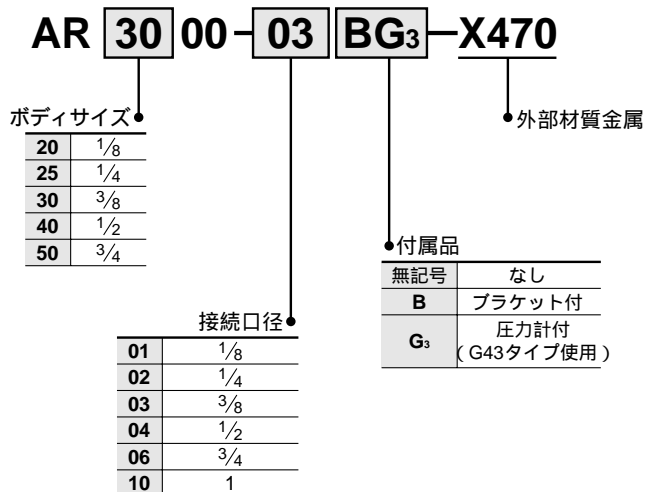 AR 30 00-03 BG3-X470
ボディサイズ
20 1/8
25 1/4
30 3/8
40 1/2
50 3/4
外部材質金属
付属品
無記号 なし
B ブラケット付
G3 圧力計付
(G43タイプ使用)
接続口径
01 1/8
02 1/4
03 3/8
04 1/2
06 3/4
10 1